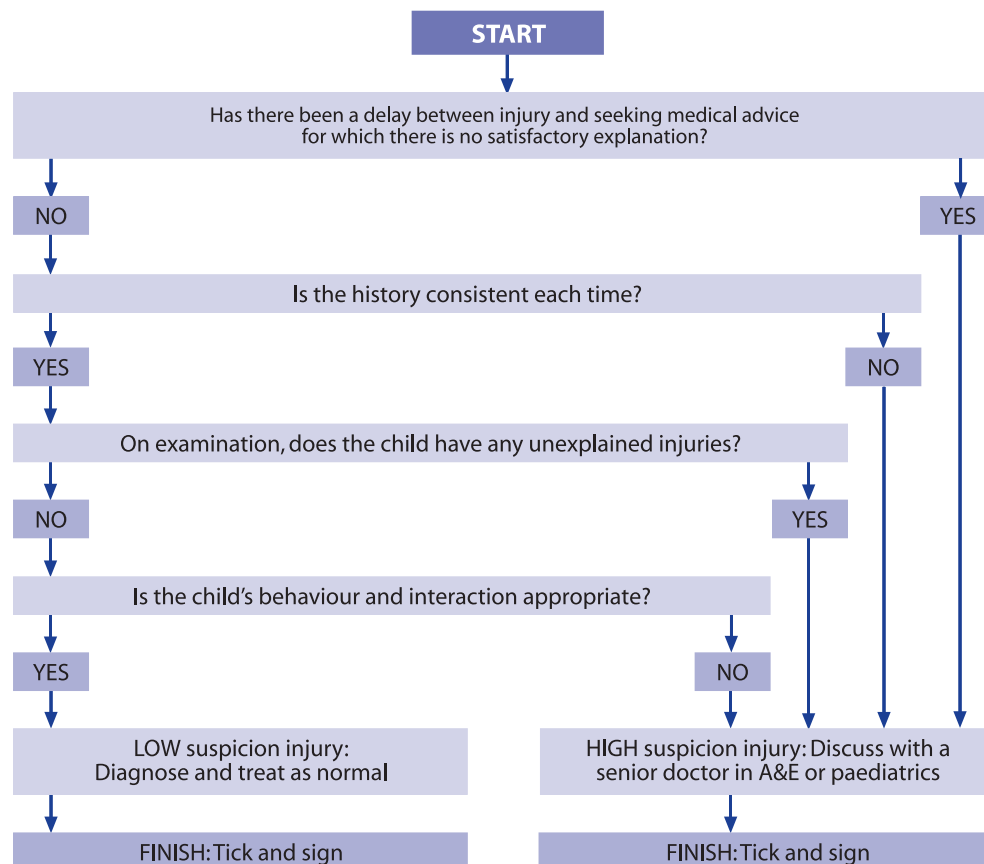 START
Has there been a delay between injury and seeking medical advice
for which there is no satisfactory explanation?
NO
YES
Is the history consistent each time?
YES
NO
On examination, does the child have any unexplained injuries?
NO
YES
Is the child's behaviour and interaction appropriate?
YES
NO
LOW suspicion injury:
Diagnose and treat as normal
HIGH suspicion injury: Discuss with a
senior doctor in A&E or paediatrics
FINISH: Tick and sign
FINISH: Tick and sign